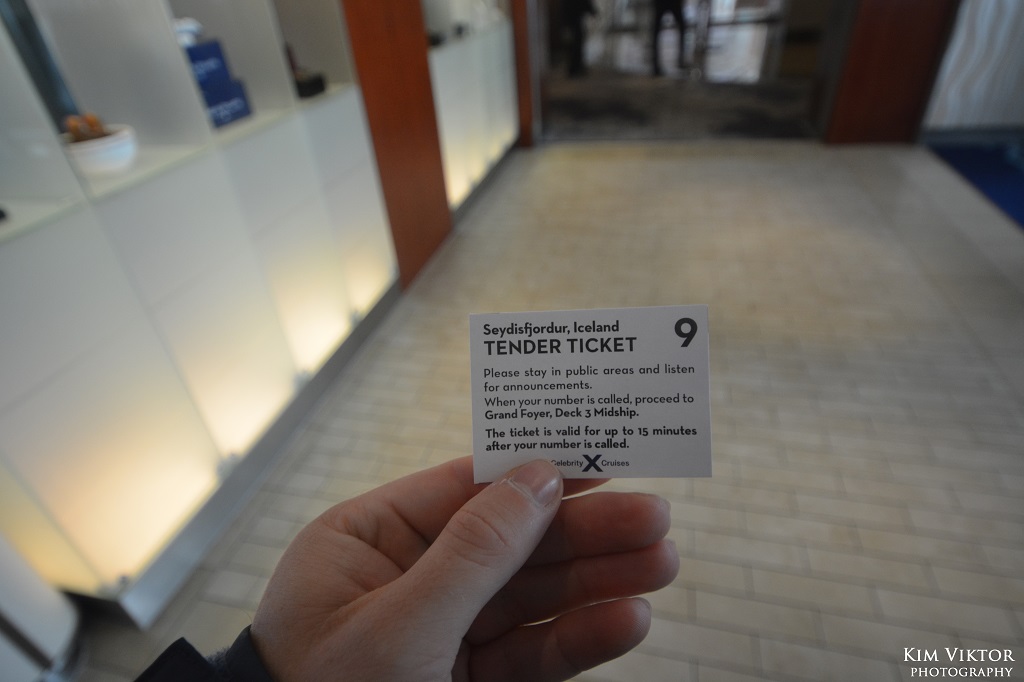 Seydisfjordur, Iceland 9
TENDER TICKET
Please stay in public areas and listen
for announcements.
When your number is called, proceed to
Grand Foyer, Deck 3 Midship.
The ticket is valid for up to 15 minutes
after your number is called.
Celebrity X Cruises
KIM VIKTOR
PHOTOGRAPHY